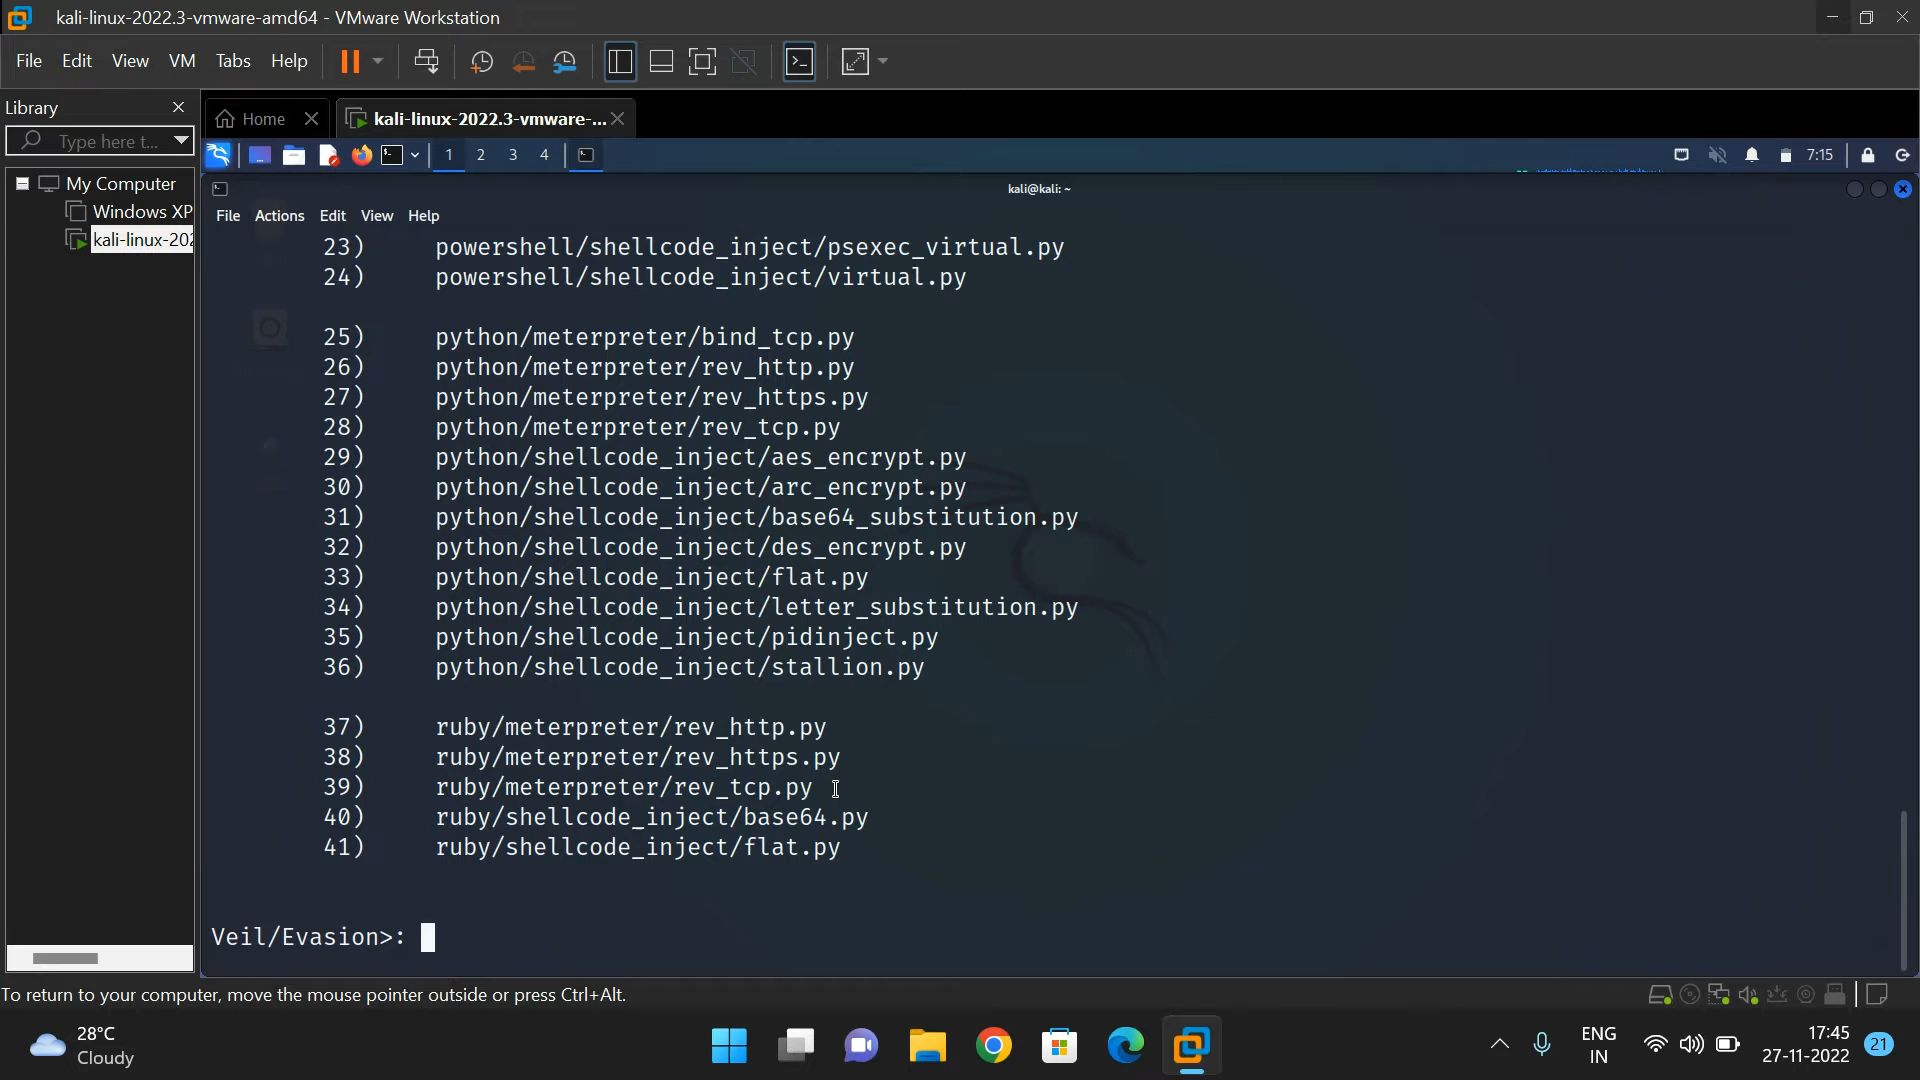 kali-linux-2022.3-vmware-amd64 - VMware Workstation
File Edit View VM Tabs Help
Library
Home
kali-linux-2022.3-vmware-...
Type here t...
1 2 3 4
7:15
My Computer
Windows XP
kali-linux-202
kali@kali: ~
File Actions Edit View Help
23) powershell/shellcode_inject/psexec_virtual.py
24) powershell/shellcode_inject/virtual.py
25) python/meterpreter/bind_tcp.py
26) python/meterpreter/rev_http.py
27) python/meterpreter/rev_https.py
28) python/meterpreter/rev_tcp.py
29) python/shellcode_inject/aes_encrypt.py
30) python/shellcode_inject/arc_encrypt.py
31) python/shellcode_inject/base64_substitution.py
32) python/shellcode_inject/des_encrypt.py
33) python/shellcode_inject/flat.py
34) python/shellcode_inject/letter_substitution.py
35) python/shellcode_inject/pidinject.py
36) python/shellcode_inject/stallion.py
37) ruby/meterpreter/rev_http.py
38) ruby/meterpreter/rev_https.py
39) ruby/meterpreter/rev_tcp.py
40) ruby/shellcode_inject/base64.py
41) ruby/shellcode_inject/flat.py
Veil/Evasion>:
To return to your computer, move the mouse pointer outside or press Ctrl+Alt.
28°C
Cloudy
ENG
IN
17:45
27-11-2022
21